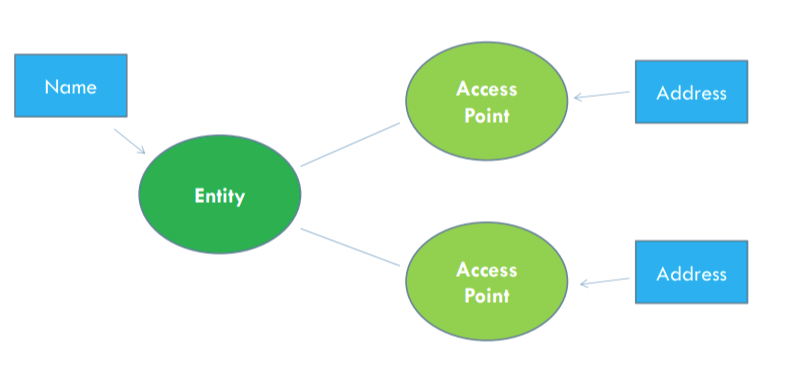 Name
Access
Point
Address
Entity
Access
Point
Address